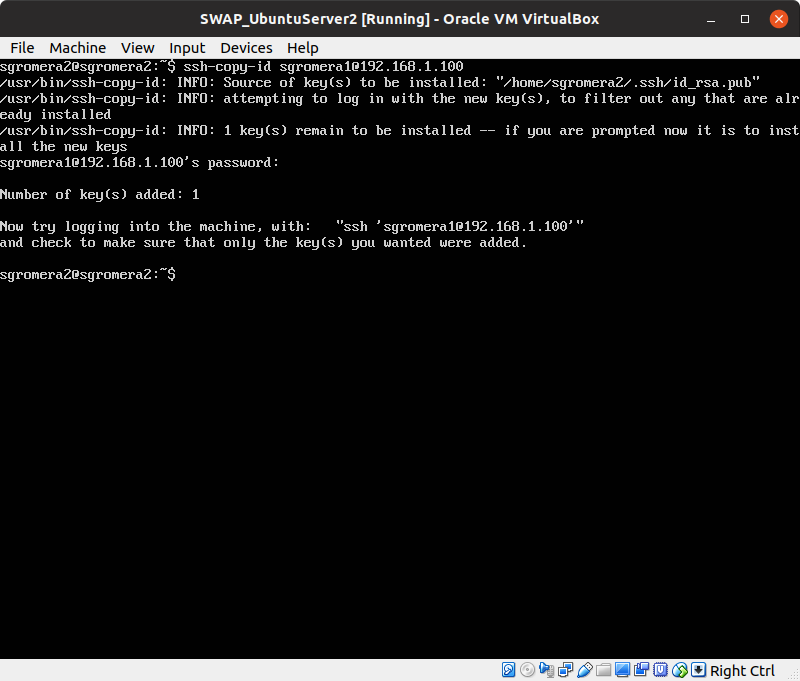 SWAP_UbuntuServer2 [Running] - Oracle VM VirtualBox
File Machine View Input Devices Help
sgromera2@sgromera2:~$ ssh-copy-id sgromera1@192.168.1.100
/usr/bin/ssh-copy-id: INFO: Source of key(s) to be installed: "/home/sgromera2/.ssh/id_rsa.pub"
/usr/bin/ssh-copy-id: INFO: attempting to log in with the new key(s), to filter out any that are alr
eady installed
/usr/bin/ssh-copy-id: INFO: 1 key(s) remain to be installed -- if you are prompted now it is to inst
all the new keys
sgromera1@192.168.1.100's password:
Number of key(s) added: 1
Now try logging into the machine, with:   "ssh 'sgromera1@192.168.1.100'"
and check to make sure that only the key(s) you wanted were added.
sgromera2@sgromera2:~$
Right Ctrl